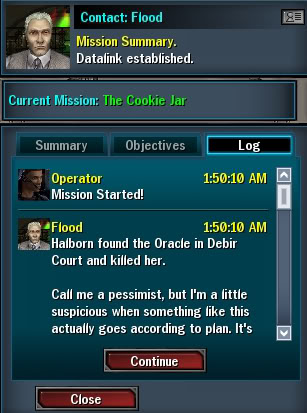 Contact: Flood
Mission Summary.
Datalink established.
Current Mission: The Cookie Jar
Summary Objectives Log
Operator 1:50:10 AM
Mission Started!
Flood 1:50:10 AM
Halborn found the Oracle in Debir
Court and killed her.
Call me a pessimist, but I'm a little
suspicious when something like this
actually goes according to plan. It's
Continue
Close